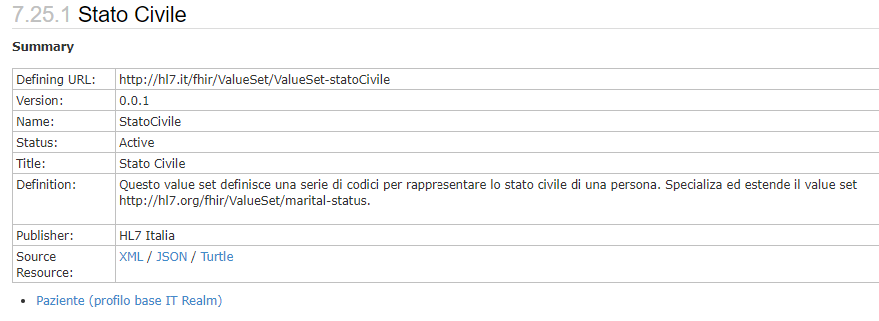 7.25.1 Stato Civile
Summary
Defining URL: http://hl7.it/fhir/ValueSet/ValueSet-statoCivile
Version: 0.0.1
Name: StatoCivile
Status: Active
Title: Stato Civile
Definition: Questo value set definisce una serie di codici per rappresentare lo stato civile di una persona. Specializa ed estende il value set
http://hl7.org/fhir/ValueSet/marital-status.
Publisher: HL7 Italia
Source Resource: XML / JSON / Turtle
Paziente (profilo base IT Realm)